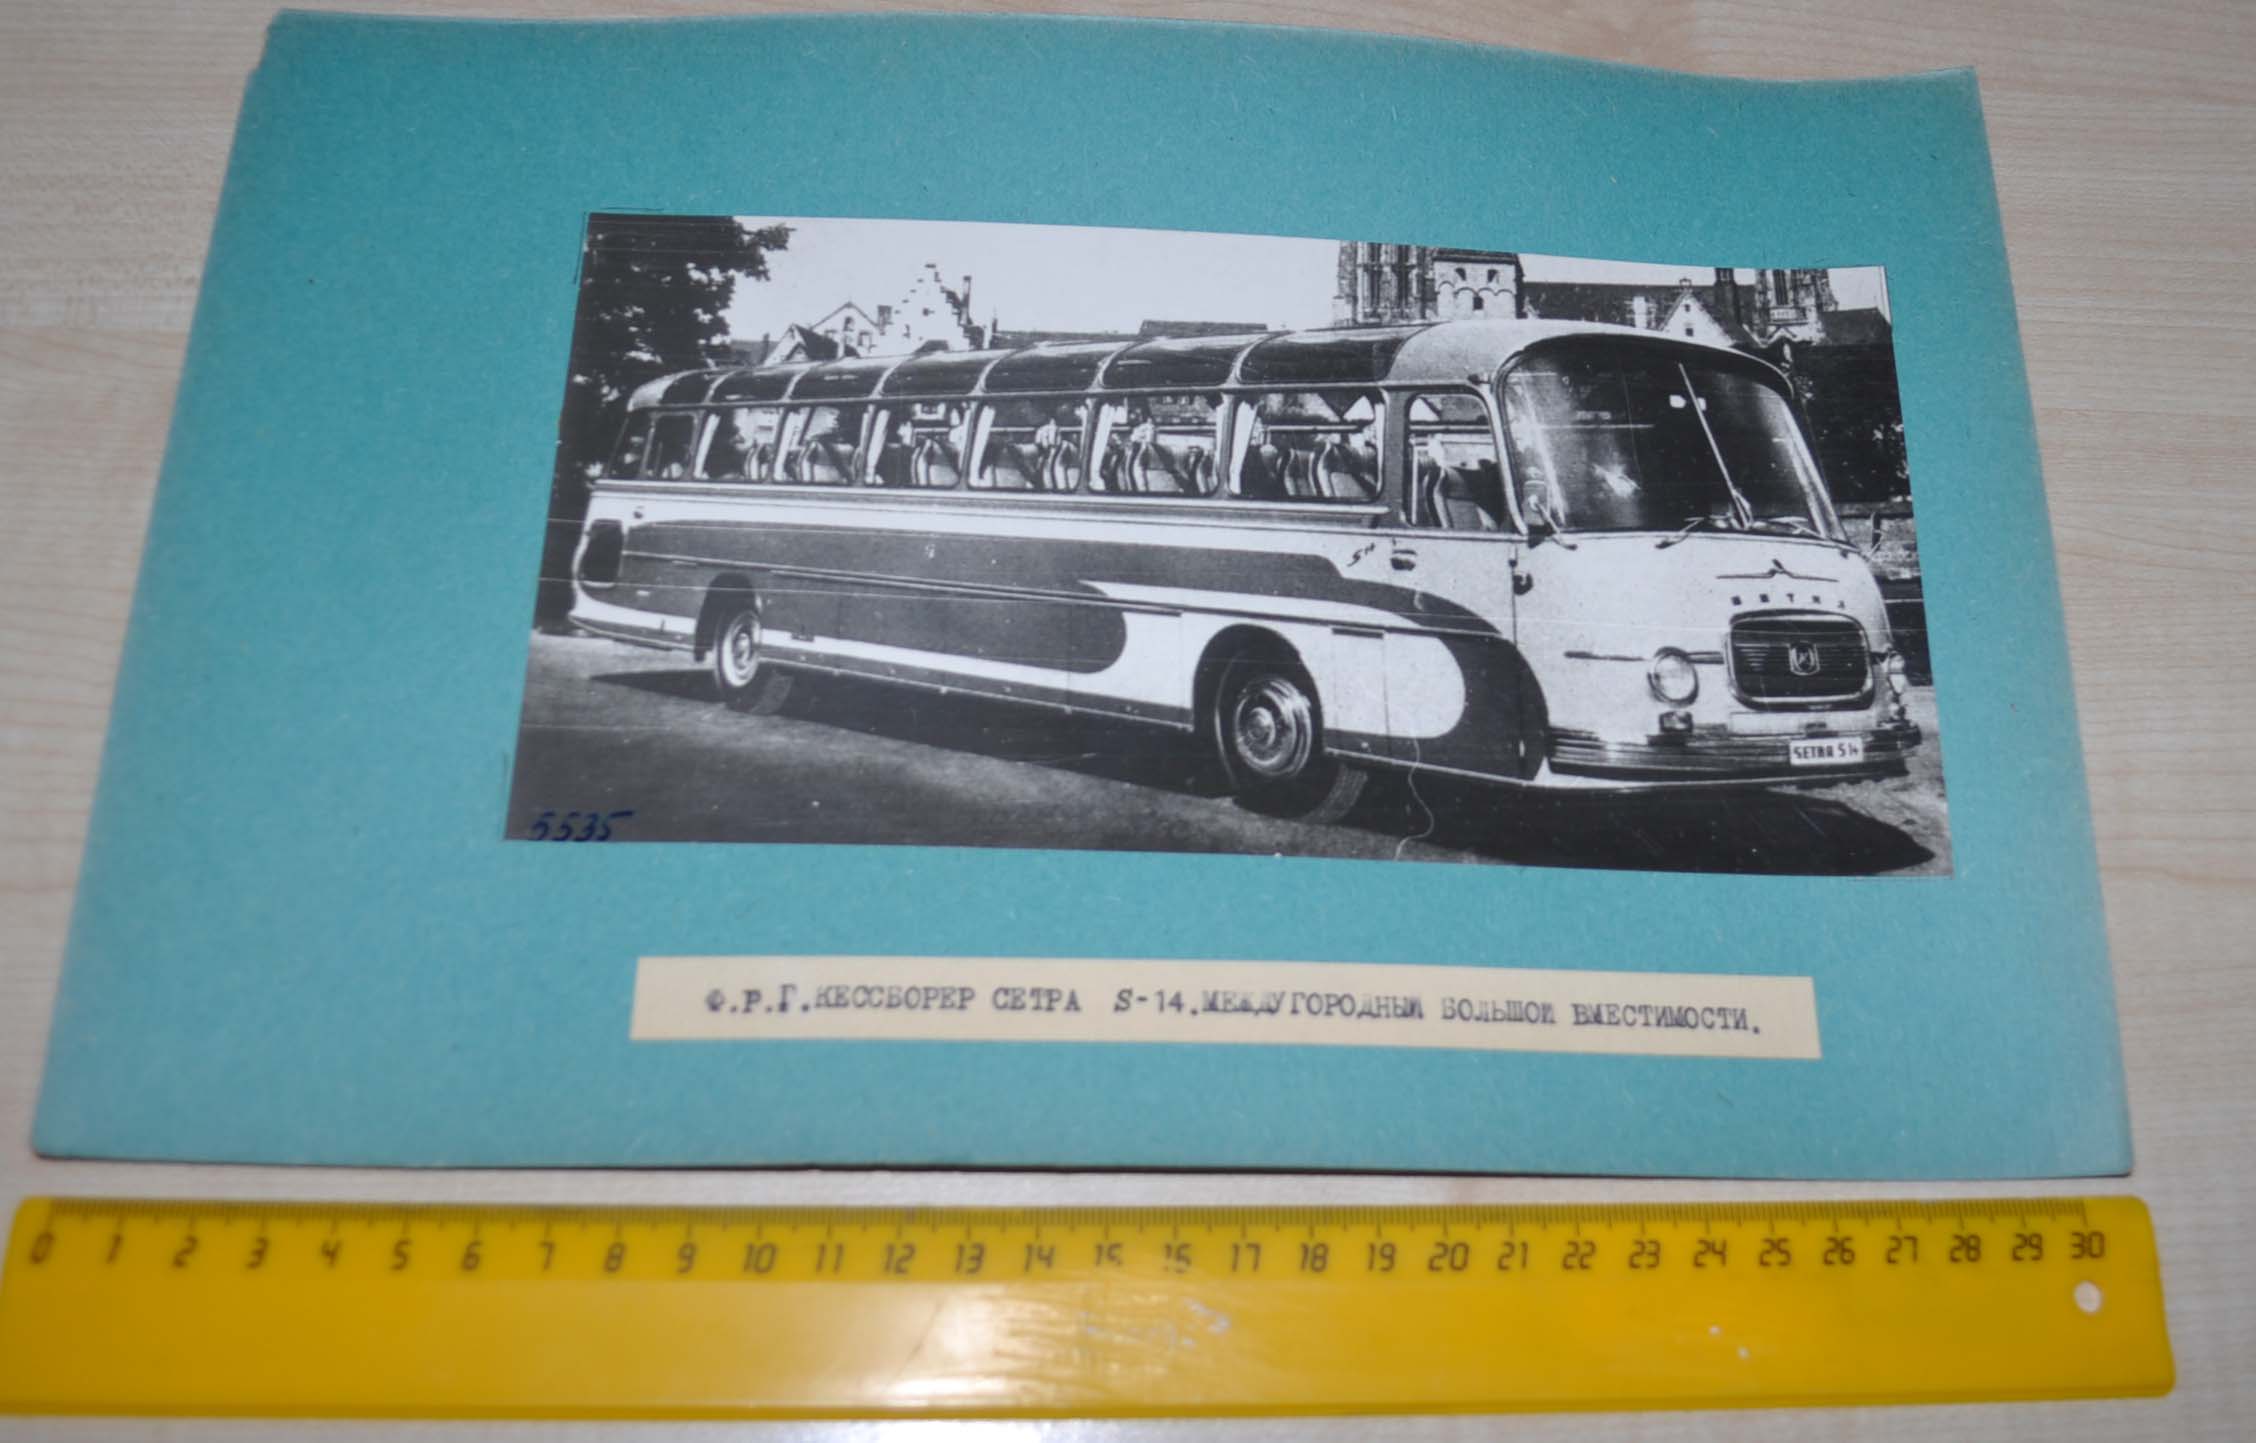 S14
SETRA
SETRA S14
5535
Ф.Р.Г.КЕССБОРЕР СЕТРА S-14.МЕЖДУГОРОДНЫЙ БОЛЬШОЙ ВМЕСТИМОСТИ.
0 1 2 3 4 5 6 7 8 9 10 11 12 13 14 15 16 17 18 19 20 21 22 23 24 25 26 27 28 29 30